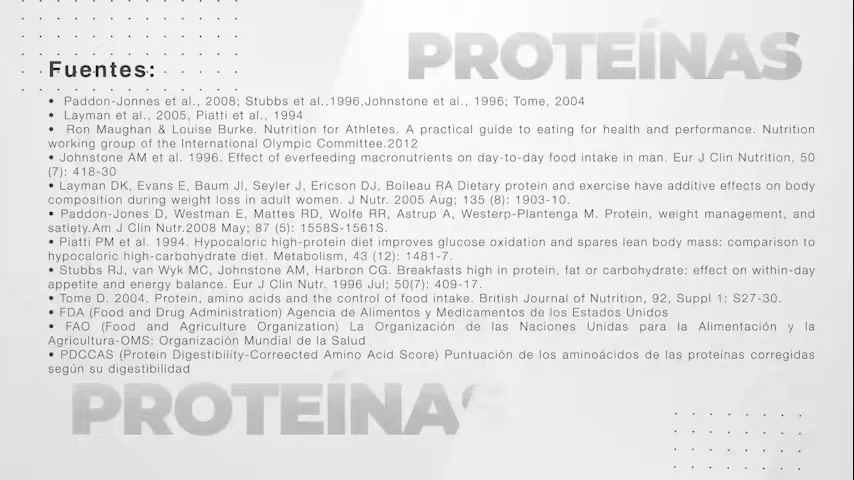 PROTEÍNAS
Fuentes:
• Paddon-Jonnes et al., 2008; Stubbs et al.,1996,Johnstone et al., 1996; Tome, 2004
• Layman et al., 2005, Piatti et al., 1994
• Ron Maughan & Louise Burke. Nutrition for Athletes. A practical guide to eating for health and performance. Nutrition
working group of the International Olympic Committee.2012
• Johnstone AM et al. 1996. Effect of everfeeding macronutrients on day-to-day food intake in man. Eur J Clin Nutrition, 50
(7): 418-30
• Layman DK, Evans E, Baum JI, Seyler J, Ericson DJ, Boileau RA Dietary protein and exercise have additive effects on body
composition during weight loss in adult women. J Nutr. 2005 Aug; 135 (8): 1903-10.
• Paddon-Jones D, Westman E, Mattes RD, Wolfe RR, Astrup A, Westerp-Plantenga M. Protein, weight management, and
satiety.Am J Clin Nutr.2008 May; 87 (5): 1558S-1561S.
• Piatti PM et al. 1994. Hypocaloric high-protein diet improves glucose oxidation and spares lean body mass: comparison to
hypocaloric high-carbohydrate diet. Metabolism, 43 (12): 1481-7.
• Stubbs RJ, van Wyk MC, Johnstone AM, Harbron CG. Breakfasts high in protein, fat or carbohydrate: effect on within-day
appetite and energy balance. Eur J Clin Nutr. 1996 Jul; 50(7): 409-17.
• Tome D. 2004. Protein, amino acids and the control of food intake. British Journal of Nutrition, 92, Suppl 1: S27-30.
• FDA (Food and Drug Administration) Agencia de Alimentos y Medicamentos de los Estados Unidos
• FAO (Food and Agriculture Organization) La Organización de las Naciones Unidas para la Alimentación y la
Agricultura-OMS: Organización Mundial de la Salud
• PDCCAS (Protein Digestibility-Correected Amino Acid Score) Puntuación de los aminoácidos de las proteínas corregidas
según su digestibilidad
PROTEÍNAS